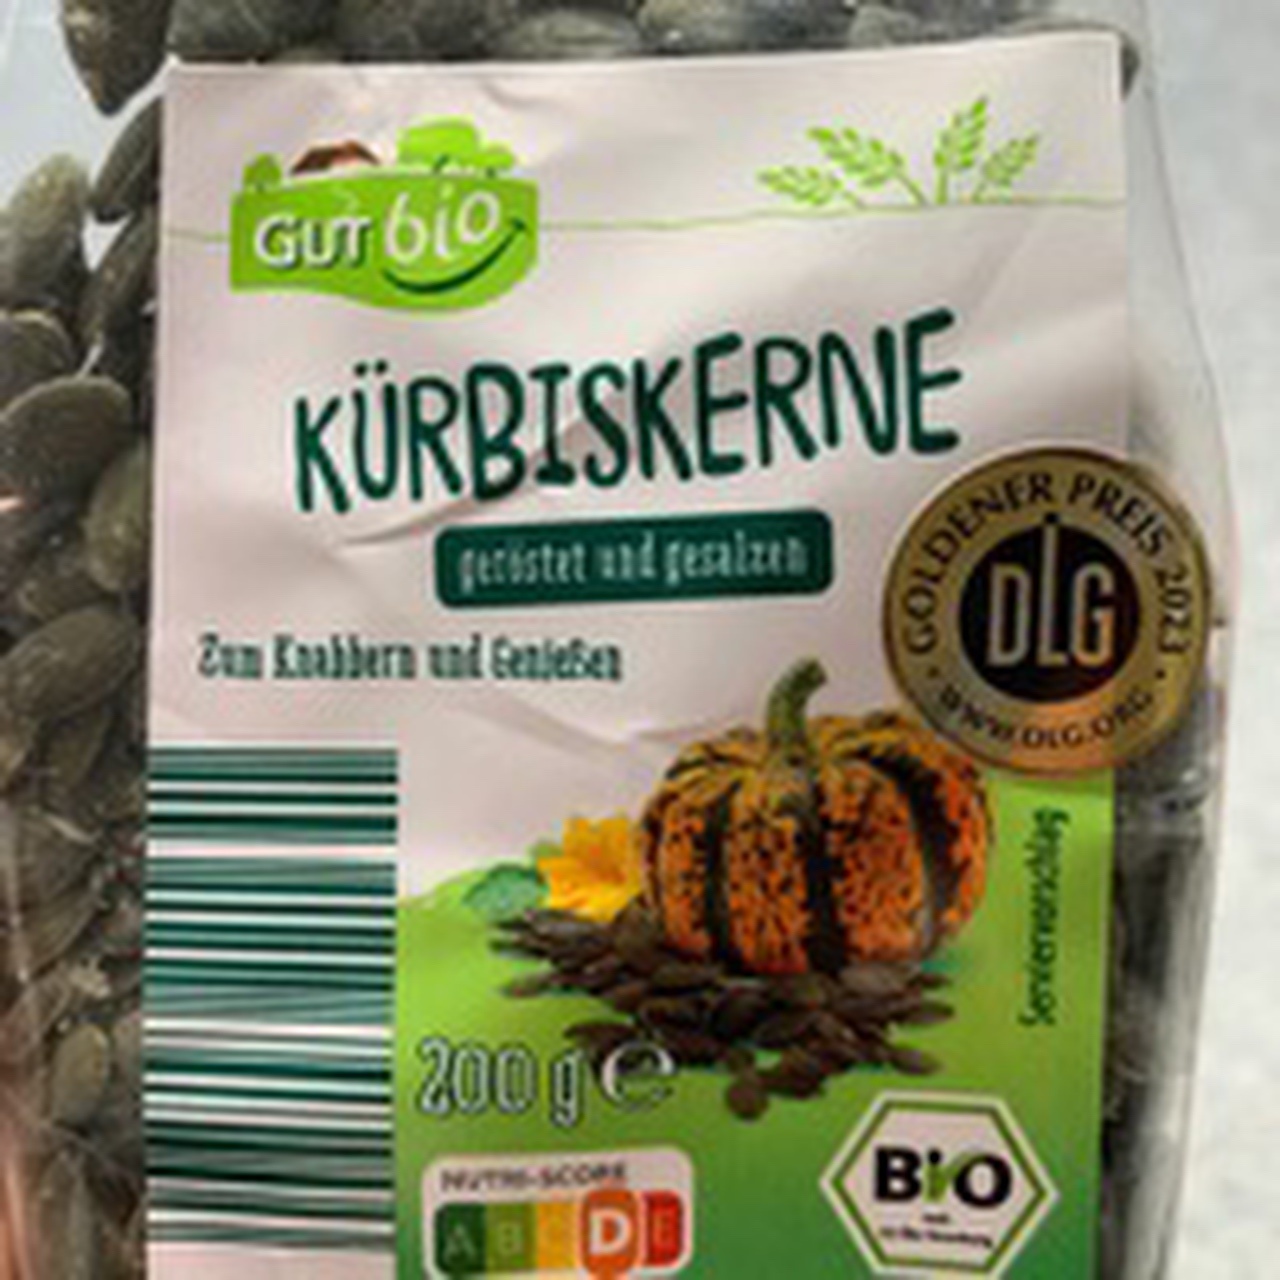 GUT bio
KÜRBISKERNE
geröstet und gesalzen
Zum Knabbern und Genießen
GOLDENER PREIS 2023
DLG
WWW.DLG.ORG
Serviervorschlag
200 g e
NUTRI-SCORE
A B D E
BiO